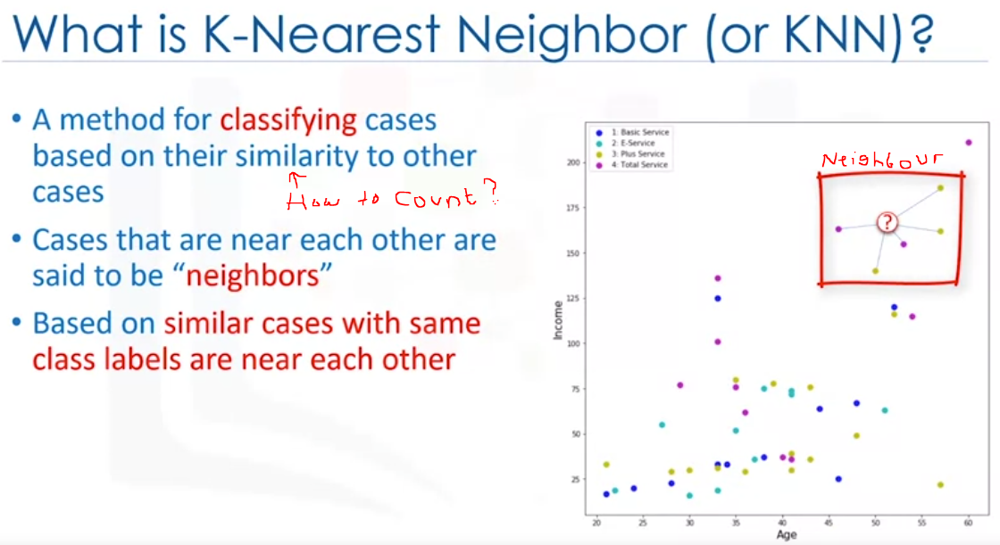 What is K-Nearest Neighbor (or KNN)?
• A method for classifying cases
based on their similarity to other
cases
How to Count?
• Cases that are near each other are
said to be “neighbors”
• Based on similar cases with same
class labels are near each other
1: Basic Service
2: E-Service
3: Plus Service
4: Total Service
Neighbour
?
200
175
150
125
100
75
50
25
Income
20 25 30 35 40 45 50 55 60
Age